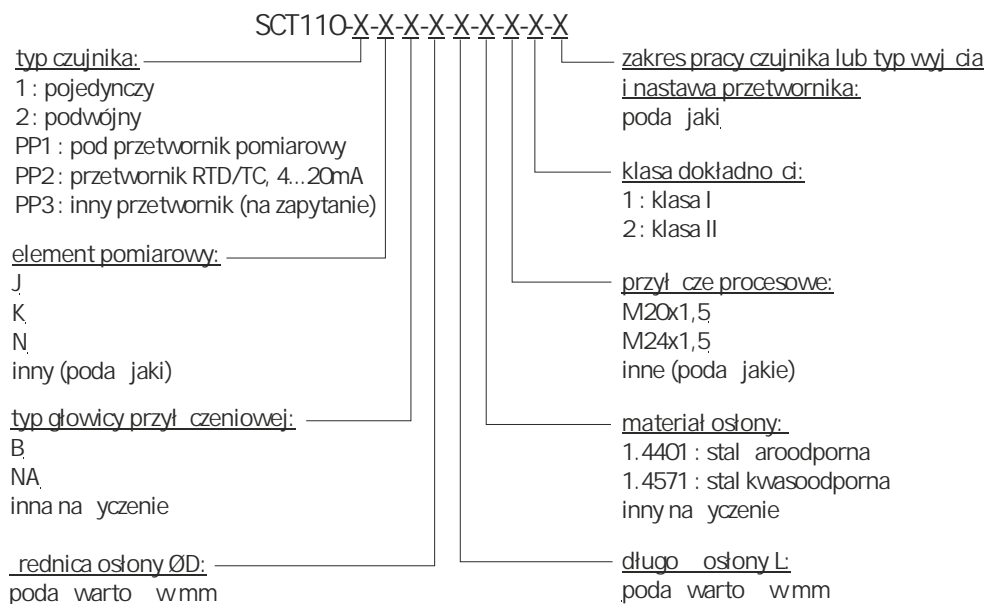 SCT110-X-X-X-X-X-X-X-X-X
typ czujnika:
1 : pojedynczy
2 : podwójny
PP1 : pod przetwornik pomiarowy
PP2 : przetwornik RTD/TC, 4...20mA
PP3 : inny przetwornik (na zapytanie)
element pomiarowy:
J
K
N
inny (poda jaki)
typ głowicy przył czeniowej:
B
NA
inna na yczenie
rednica osłony ØD:
poda warto w mm
zakres pracy czujnika lub typ wyj cia
i nastawa przetwornika:
poda jaki
klasa dokładno ci:
1 : klasa I
2 : klasa II
przył cze procesowe:
M20x1,5
M24x1,5
inne (poda jakie)
materiał osłony:
1.4401 : stal aroodporna
1.4571 : stal kwasoodporna
inny na yczenie
długo osłony L:
poda warto w mm